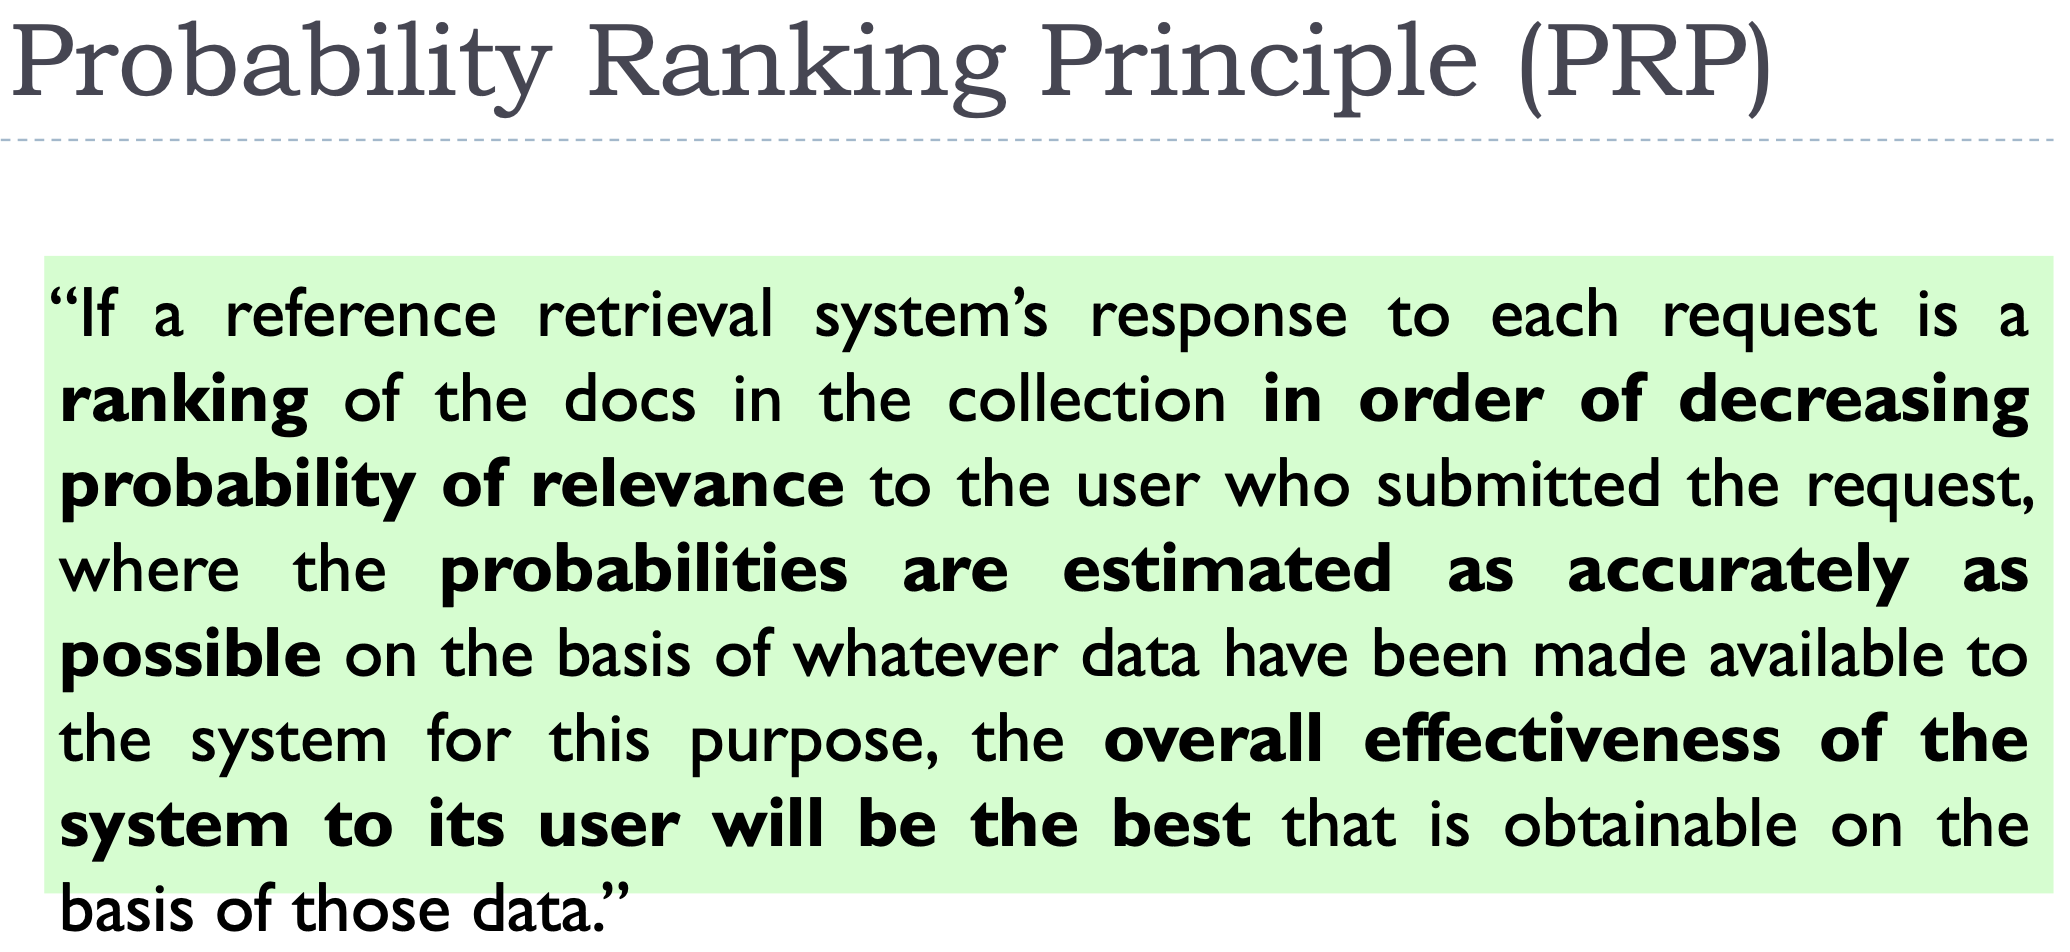 Probability Ranking Principle (PRP)
“If a reference retrieval system’s response to each request is a
ranking of the docs in the collection in order of decreasing
probability of relevance to the user who submitted the request,
where the probabilities are estimated as accurately as
possible on the basis of whatever data have been made available to
the system for this purpose, the overall effectiveness of the
system to its user will be the best that is obtainable on the
basis of those data.”